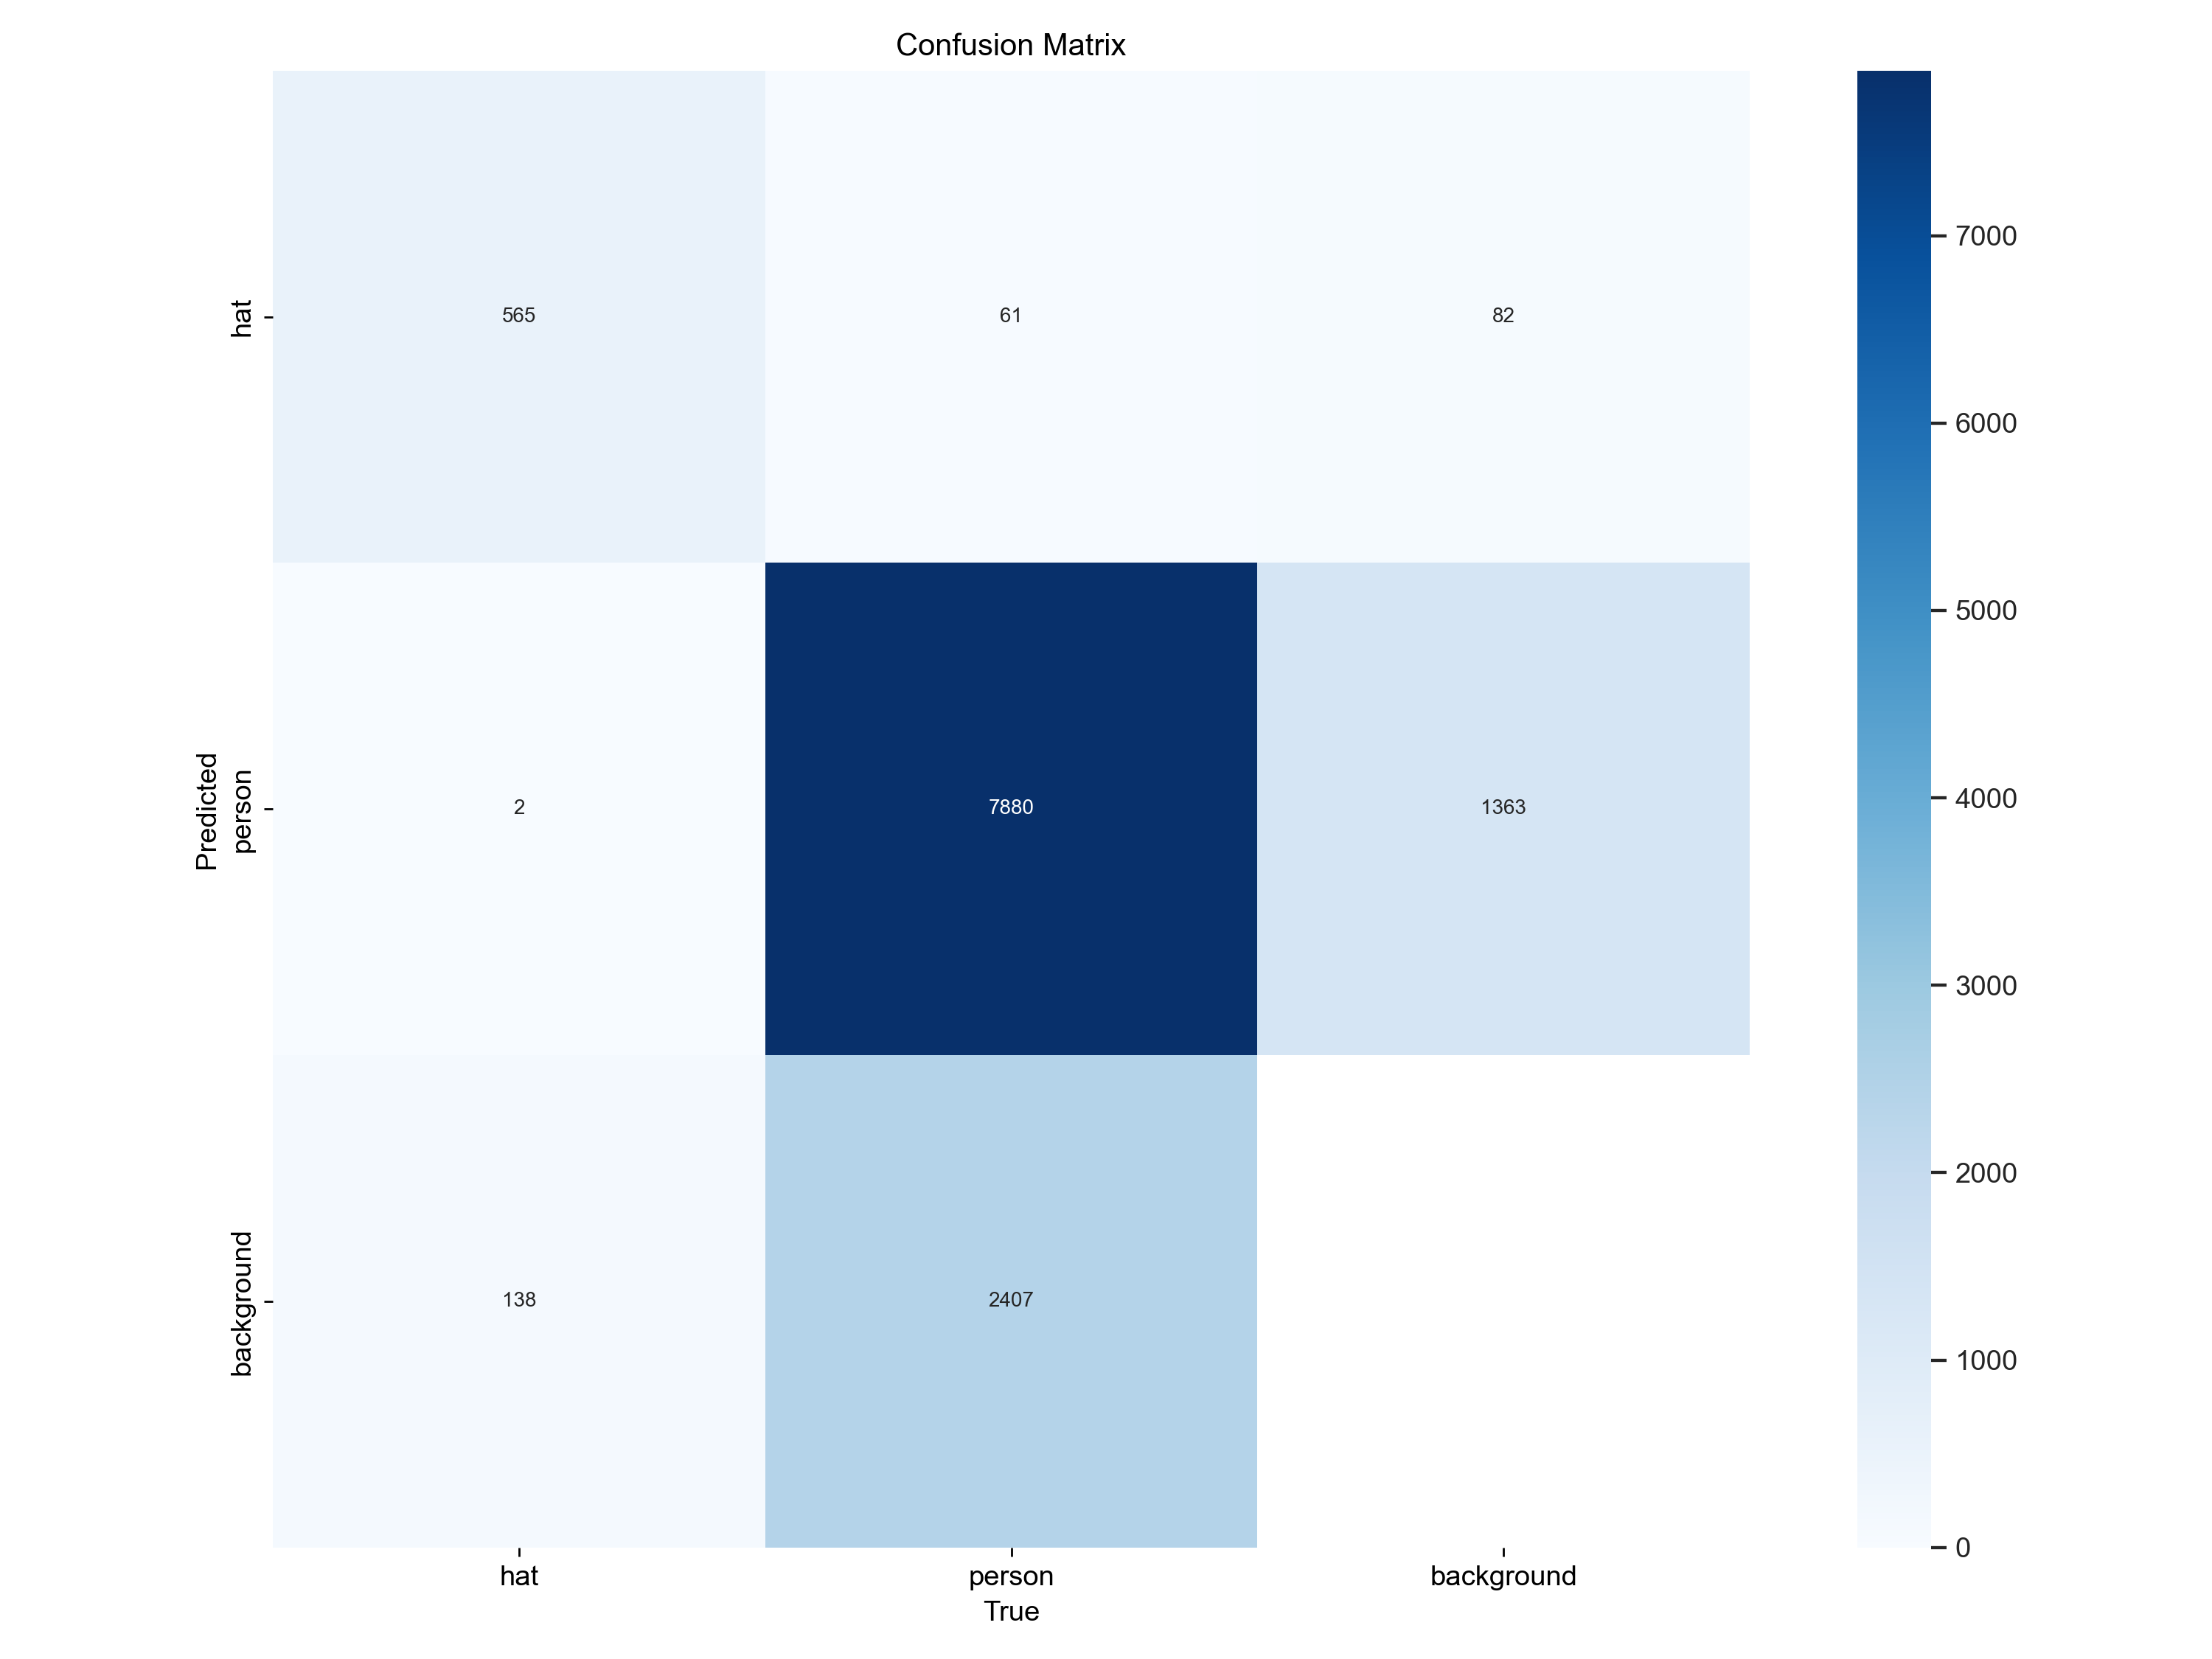 Confusion Matrix
hat
565
61
82
7000
6000
5000
4000
3000
2000
1000
0
Predicted
person
2
7880
1363
background
138
2407
hat
person
background
True